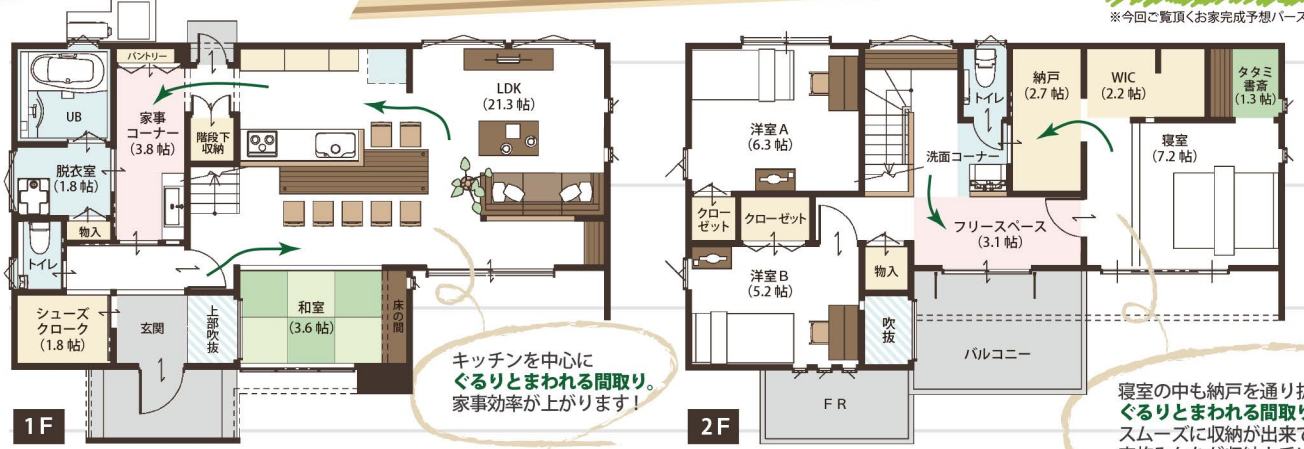 ※今回ご覧頂くお家完成予想パース
パントリー
UB
家事
コーナー
(3.8 帖)
階段下
収納
LDK
(21.3 帖)
脱衣室
(1.8 帖)
物入
トイレ
シューズ
クローク
(1.8 帖)
玄関
上部吹抜
和室
(3.6 帖)
床の間
キッチンを中心に
ぐるりとまわれる間取り。
家事効率が上がります！
1F
洋室A
(6.3 帖)
トイレ
納戸
(2.7 帖)
WIC
(2.2 帖)
タタミ
書斎
(1.3 帖)
寝室
(7.2 帖)
洗面コーナー
クロー
ゼット
クローゼット
フリースペース
(3.1 帖)
洋室B
(5.2 帖)
物入
吹抜
バルコニー
FR
2F
寝室の中も納戸を通り抜
ぐるりとまわれる間取り
スムーズに収納が出来て